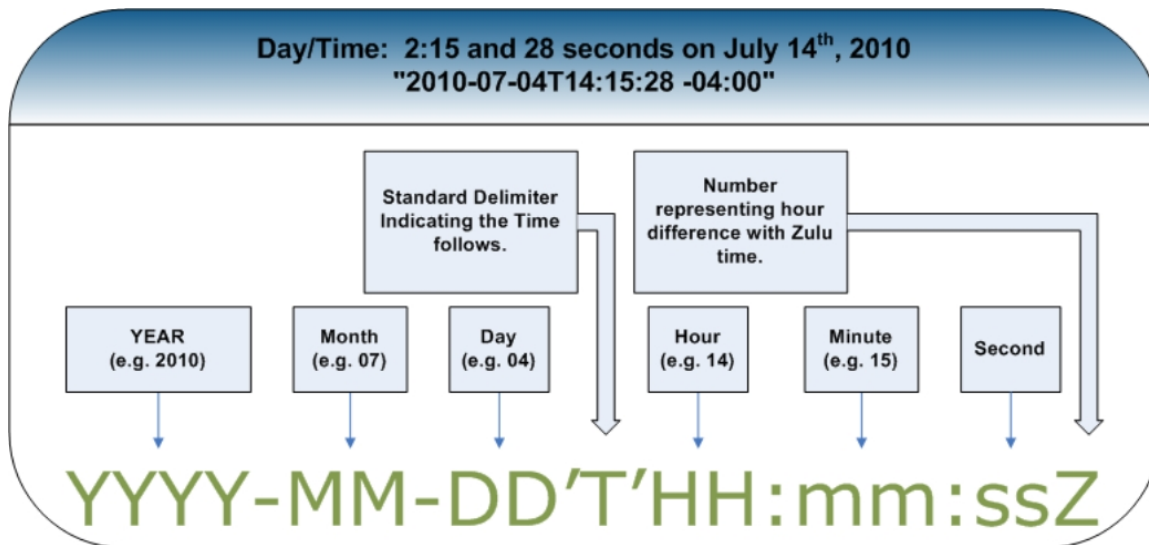 Day/Time: 2:15 and 28 seconds on July 14th, 2010
"2010-07-04T14:15:28 -04:00"
Standard Delimiter
Indicating the Time
follows.
Number
representing hour
difference with Zulu
time.
YEAR
(e.g. 2010)
Month
(e.g. 07)
Day
(e.g. 04)
Hour
(e.g. 14)
Minute
(e.g. 15)
Second
YYYY-MM-DD'T'HH:mm:ssZ